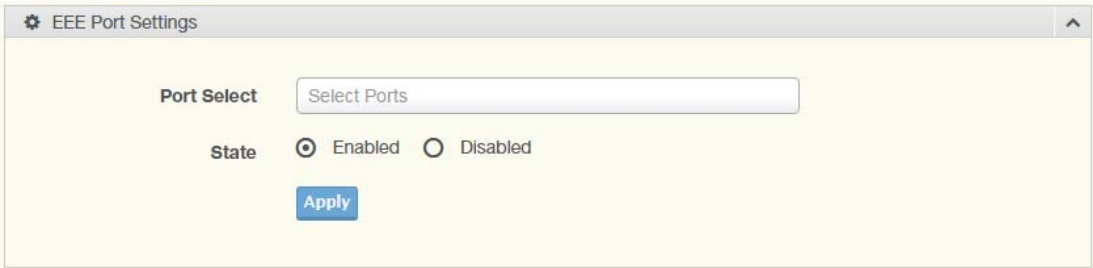 EEE Port Settings
Port Select Select Ports
State Enabled Disabled
Apply